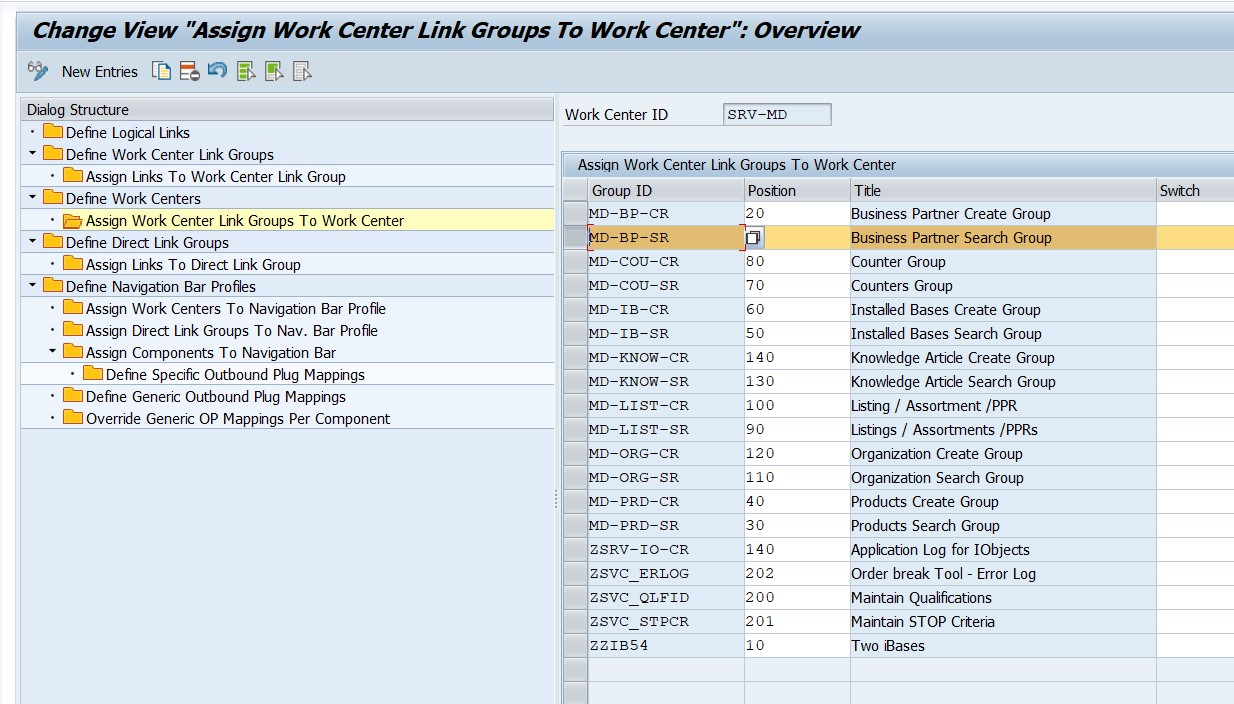 Change View "Assign Work Center Link Groups To Work Center": Overview
New Entries
Dialog Structure
Define Logical Links
Define Work Center Link Groups
Assign Links To Work Center Link Group
Define Work Centers
Assign Work Center Link Groups To Work Center
Define Direct Link Groups
Assign Links To Direct Link Group
Define Navigation Bar Profiles
Assign Work Centers To Navigation Bar Profile
Assign Direct Link Groups To Nav. Bar Profile
Assign Components To Navigation Bar
Define Specific Outbound Plug Mappings
Define Generic Outbound Plug Mappings
Override Generic OP Mappings Per Component
Work Center ID SRV-MD
Assign Work Center Link Groups To Work Center
Group ID Position Title Switch
MD-BP-CR 20 Business Partner Create Group
MD-BP-SR Business Partner Search Group
MD-COU-CR 80 Counter Group
MD-COU-SR 70 Counters Group
MD-IB-CR 60 Installed Bases Create Group
MD-IB-SR 50 Installed Bases Search Group
MD-KNOW-CR 140 Knowledge Article Create Group
MD-KNOW-SR 130 Knowledge Article Search Group
MD-LIST-CR 100 Listing / Assortment /PPR
MD-LIST-SR 90 Listings / Assortments /PPRs
MD-ORG-CR 120 Organization Create Group
MD-ORG-SR 110 Organization Search Group
MD-PRD-CR 40 Products Create Group
MD-PRD-SR 30 Products Search Group
ZSRV-IO-CR 140 Application Log for IObjects
ZSVC_ERLOG 202 Order break Tool - Error Log
ZSVC_QLFID 200 Maintain Qualifications
ZSVC_STPCR 201 Maintain STOP Criteria
ZZIB54 10 Two iBases